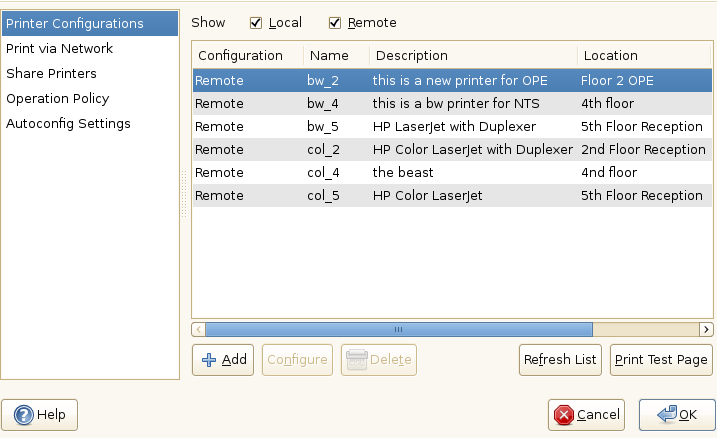 Printer Configurations
Print via Network
Share Printers
Operation Policy
Autoconfig Settings
Show Local Remote
Configuration Name Description Location
Remote bw_2 this is a new printer for OPE Floor 2 OPE
Remote bw_4 this is a bw printer for NTS 4th floor
Remote bw_5 HP LaserJet with Duplexer 5th Floor Reception
Remote col_2 HP Color LaserJet with Duplexer 2nd Floor Reception
Remote col_4 the beast 4nd floor
Remote col_5 HP Color LaserJet 5th Floor Reception
Add Configure Delete Refresh List Print Test Page
Help Cancel OK